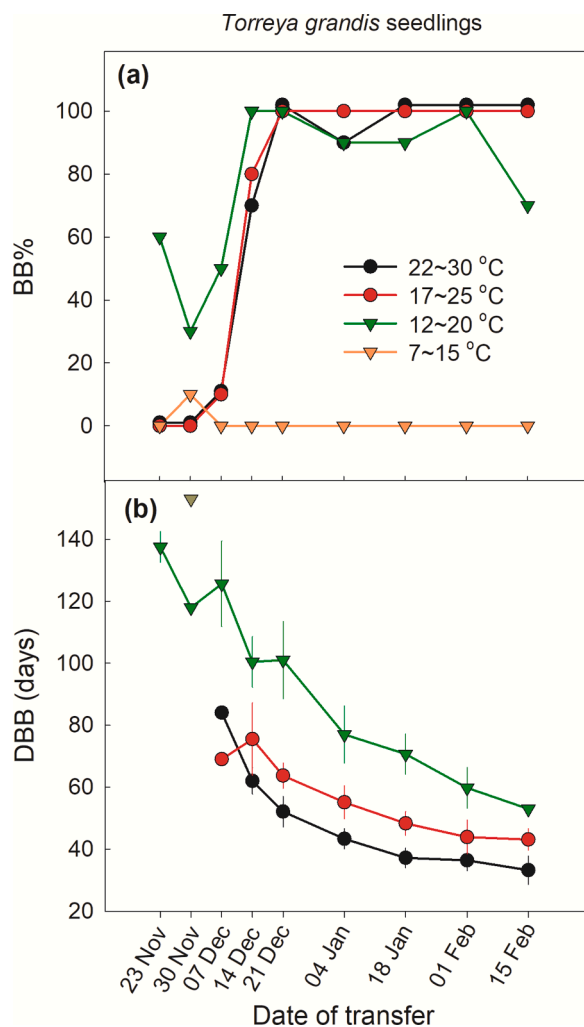 Torreya grandis seedlings
(a)
100
80
60
40
20
0
BB%
22~30 °C
17~25 °C
12~20 °C
7~15 °C
(b)
140
120
100
80
60
40
20
DBB (days)
23 Nov
30 Nov
07 Dec
14 Dec
21 Dec
04 Jan
18 Jan
01 Feb
15 Feb
Date of transfer